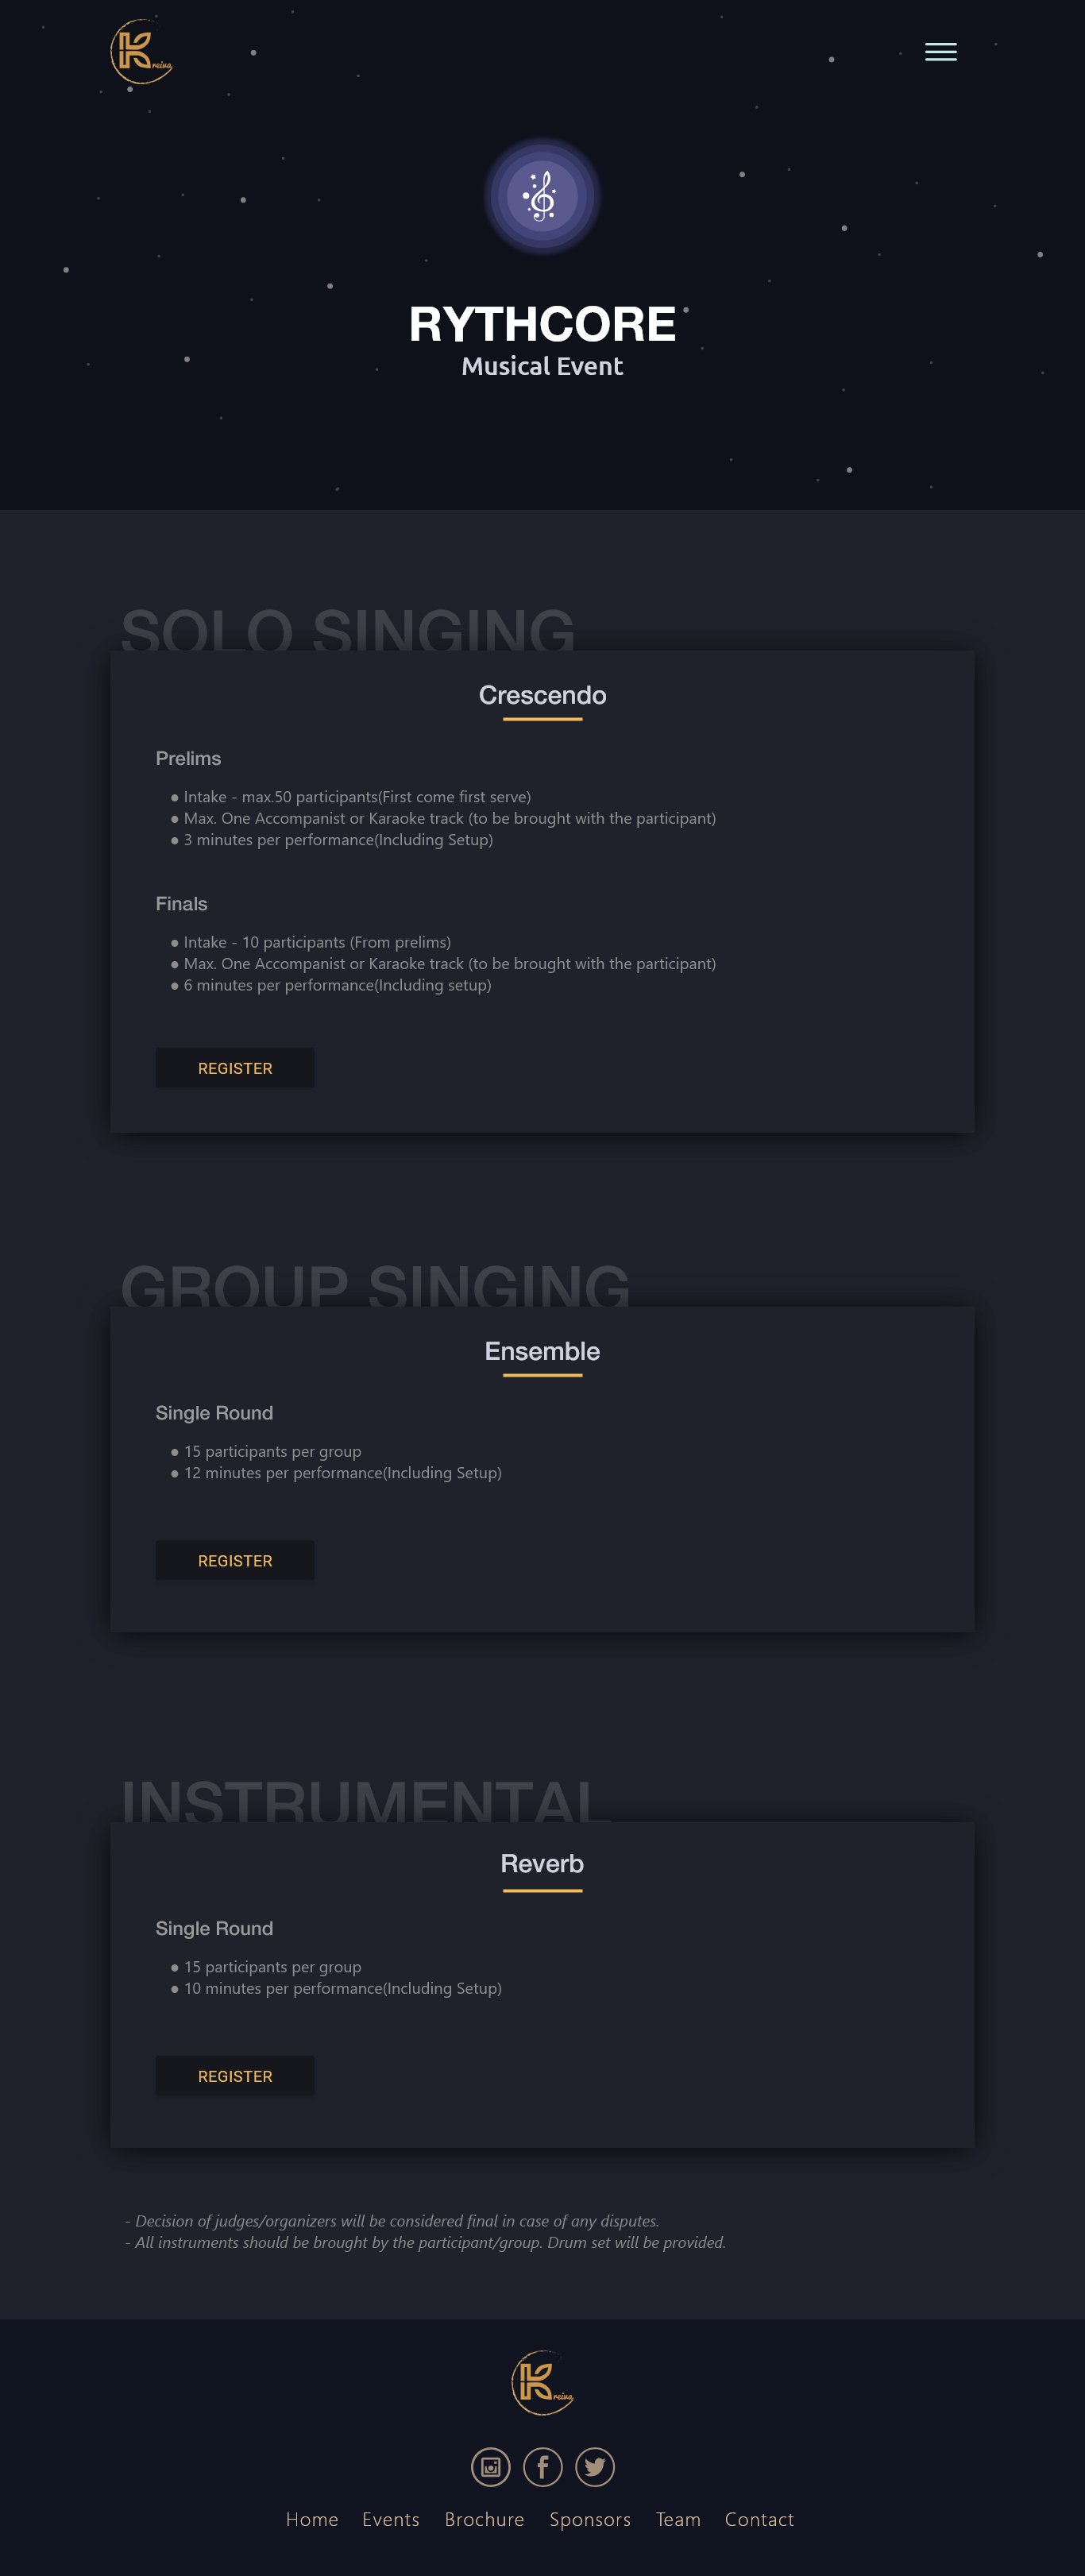 K reiva
RYTHCORE
Musical Event
SOLO SINGING
Crescendo
Prelims
● Intake - max.50 participants(First come first serve)
● Max. One Accompanist or Karaoke track (to be brought with the participant)
● 3 minutes per performance(Including Setup)
Finals
● Intake - 10 participants (From prelims)
● Max. One Accompanist or Karaoke track (to be brought with the participant)
● 6 minutes per performance(Including setup)
REGISTER
GROUP SINGING
Ensemble
Single Round
● 15 participants per group
● 12 minutes per performance(Including Setup)
REGISTER
INSTRUMENTAL
Reverb
Single Round
● 15 participants per group
● 10 minutes per performance(Including Setup)
REGISTER
- Decision of judges/organizers will be considered final in case of any disputes.
- All instruments should be brought by the participant/group. Drum set will be provided.
K reiva
Home Events Brochure Sponsors Team Contact